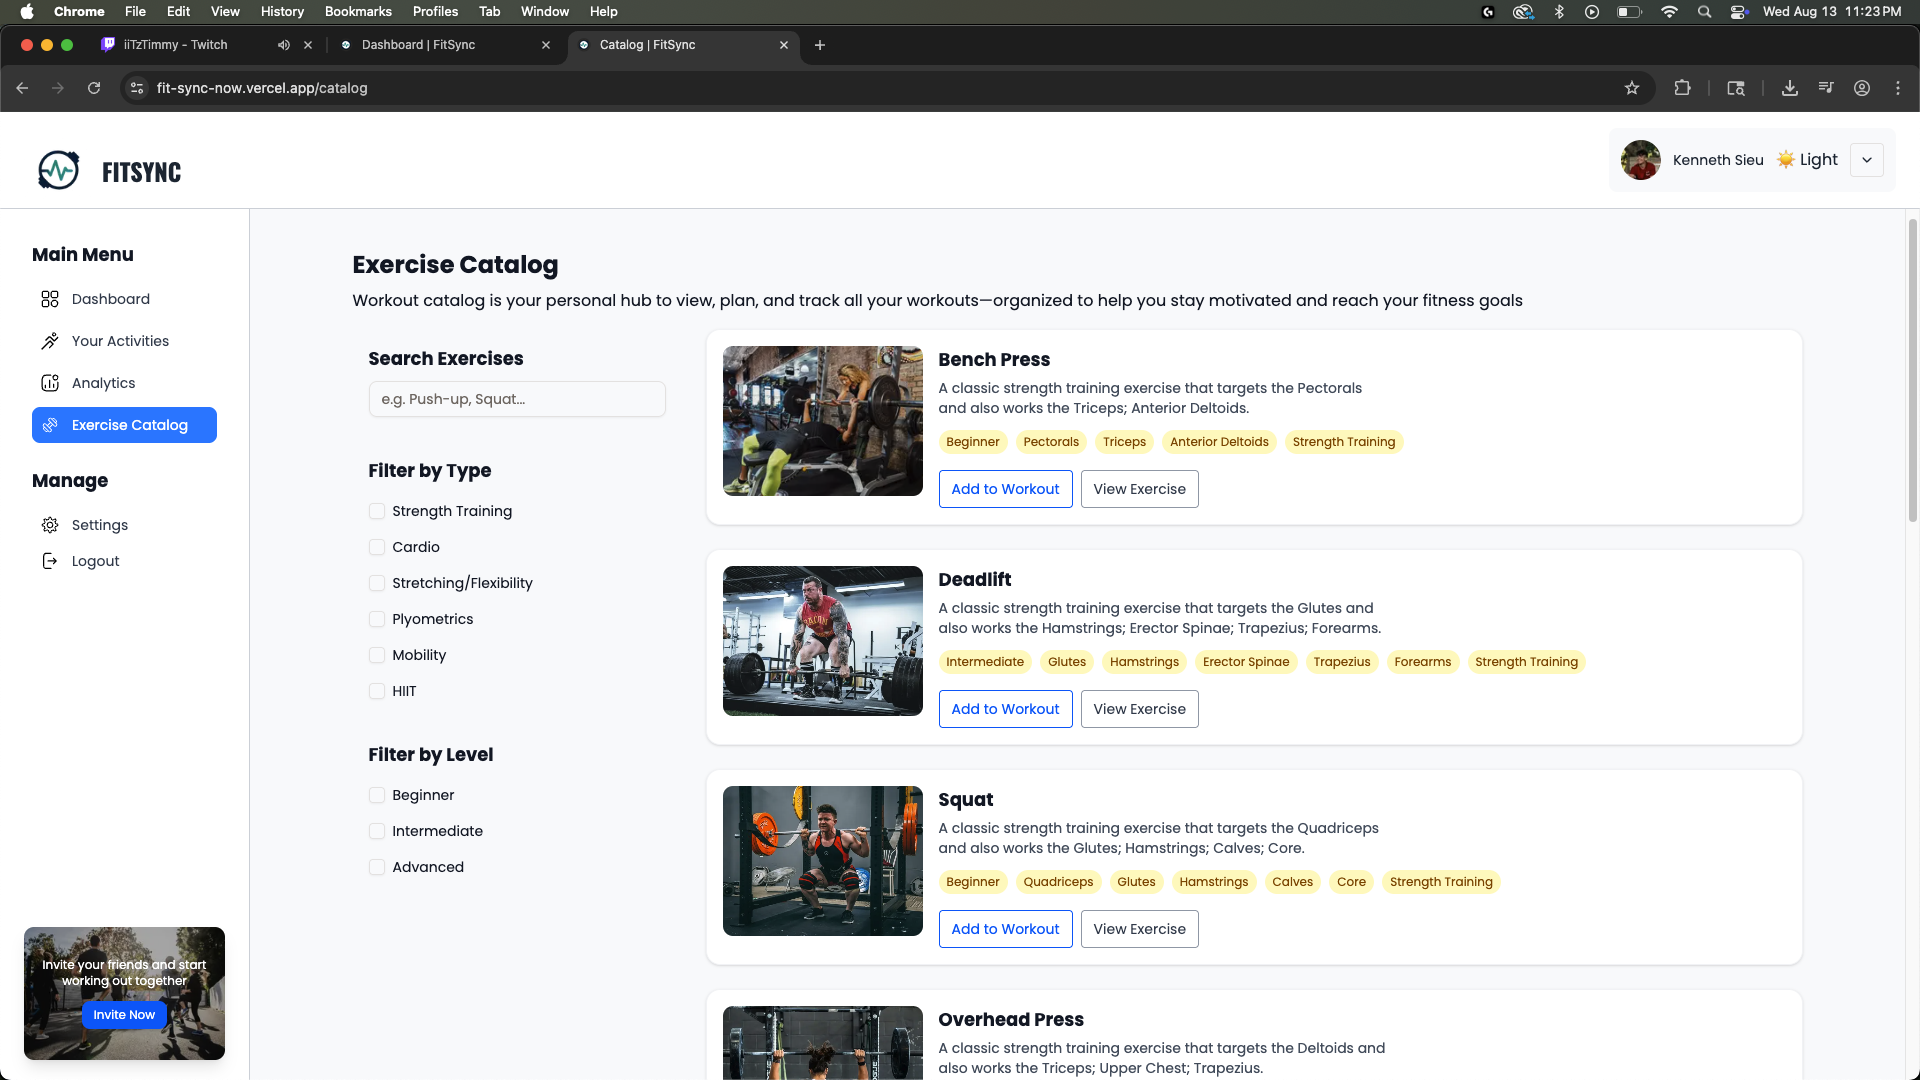 Chrome File Edit View History Bookmarks Profiles Tab Window Help
Wed Aug 13 11:23 PM
iiTzTimmy - Twitch
Dashboard | FitSync
Catalog | FitSync
fit-sync-now.vercel.app/catalog
FITSYNC
Kenneth Sieu
Light
Main Menu
Dashboard
Your Activities
Analytics
Exercise Catalog
Manage
Settings
Logout
Invite your friends and start
working out together
Invite Now
Exercise Catalog
Workout catalog is your personal hub to view, plan, and track all your workouts—organized to help you stay motivated and reach your fitness goals
Search Exercises
e.g. Push-up, Squat...
Filter by Type
Strength Training
Cardio
Stretching/Flexibility
Plyometrics
Mobility
HIIT
Filter by Level
Beginner
Intermediate
Advanced
Bench Press
A classic strength training exercise that targets the Pectorals
and also works the Triceps; Anterior Deltoids.
Beginner Pectorals Triceps Anterior Deltoids Strength Training
Add to Workout View Exercise
Deadlift
A classic strength training exercise that targets the Glutes and
also works the Hamstrings; Erector Spinae; Trapezius; Forearms.
Intermediate Glutes Hamstrings Erector Spinae Trapezius Forearms Strength Training
Add to Workout View Exercise
Squat
A classic strength training exercise that targets the Quadriceps
and also works the Glutes; Hamstrings; Calves; Core.
Beginner Quadriceps Glutes Hamstrings Calves Core Strength Training
Add to Workout View Exercise
Overhead Press
A classic strength training exercise that targets the Deltoids and
also works the Triceps; Upper Chest; Trapezius.